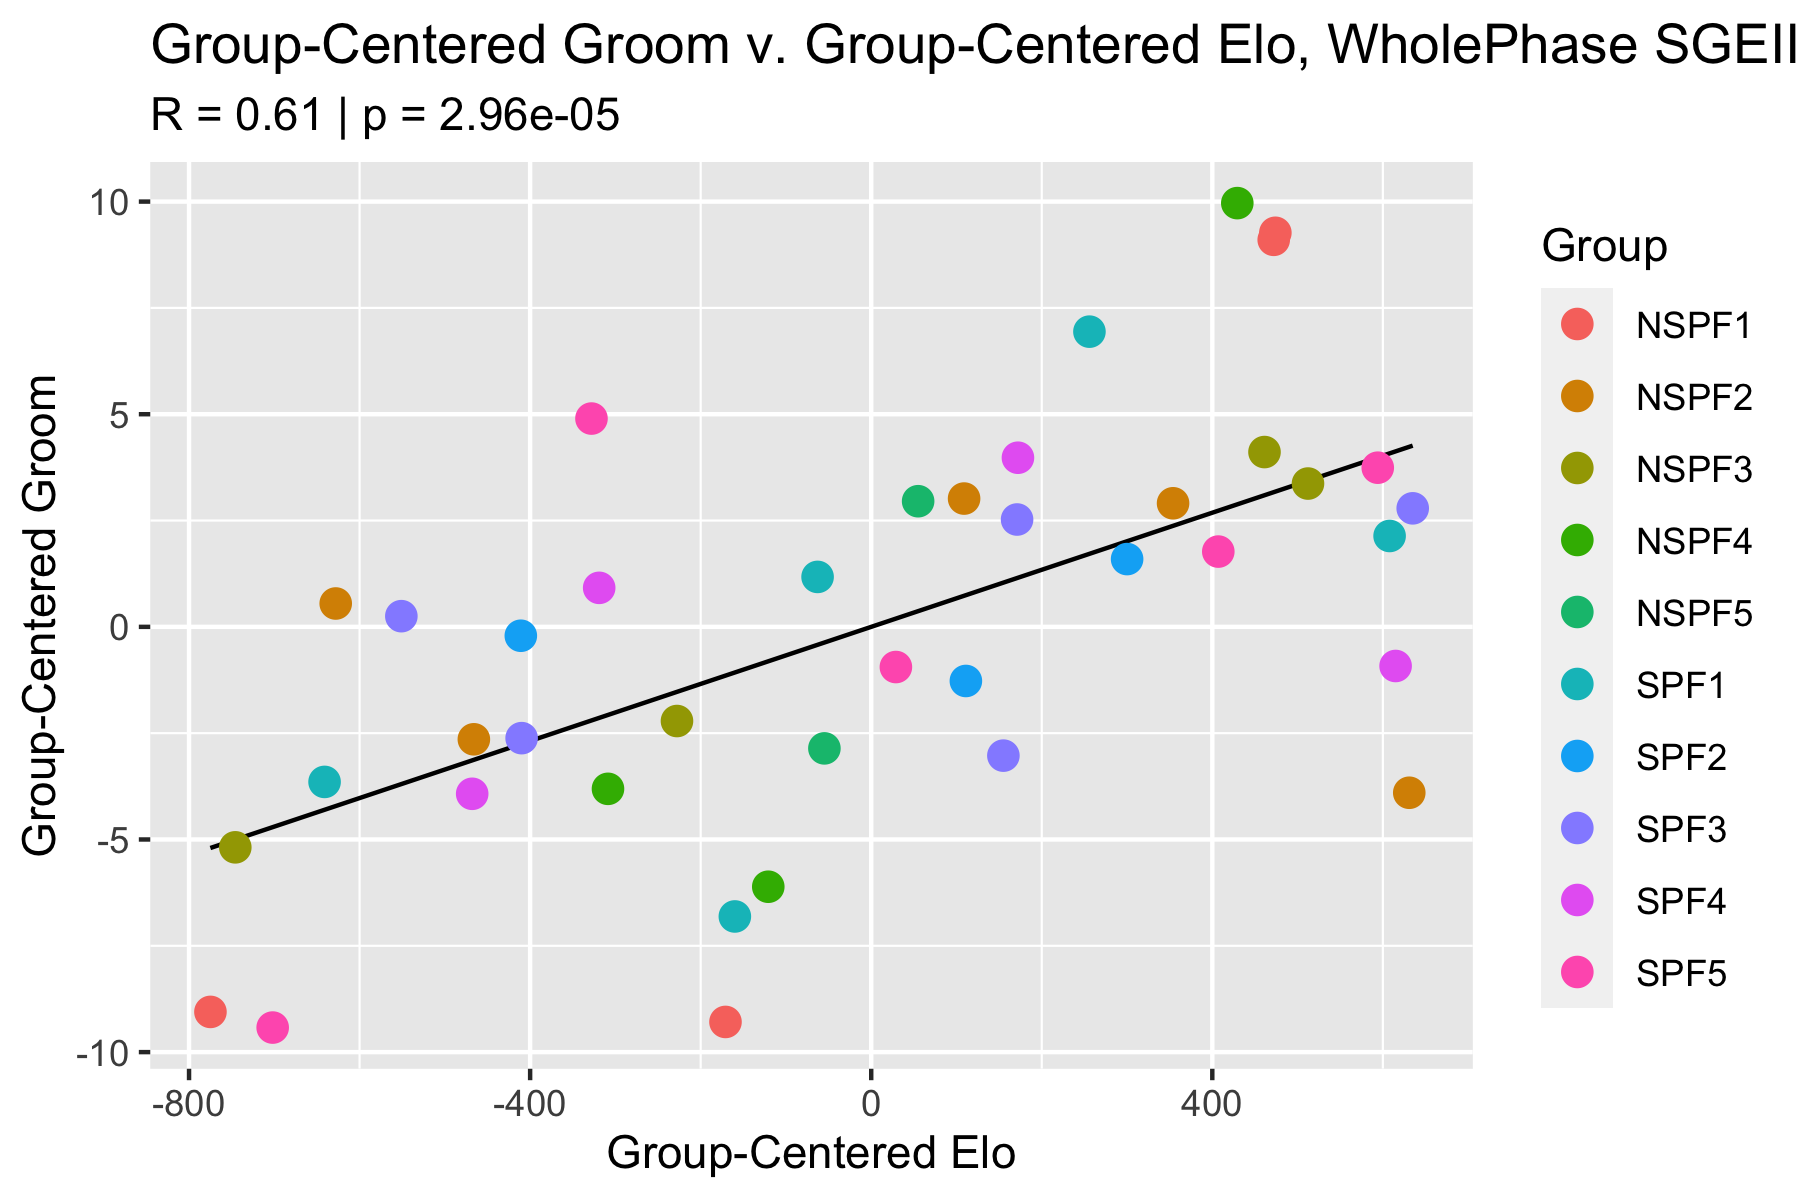 Group-Centered Groom v. Group-Centered Elo, WholePhase SGEII
R = 0.61 | p = 2.96e-05
Group-Centered Groom
10
5
0
-5
-10
-800
-400
0
400
Group-Centered Elo
Group
NSPF1
NSPF2
NSPF3
NSPF4
NSPF5
SPF1
SPF2
SPF3
SPF4
SPF5